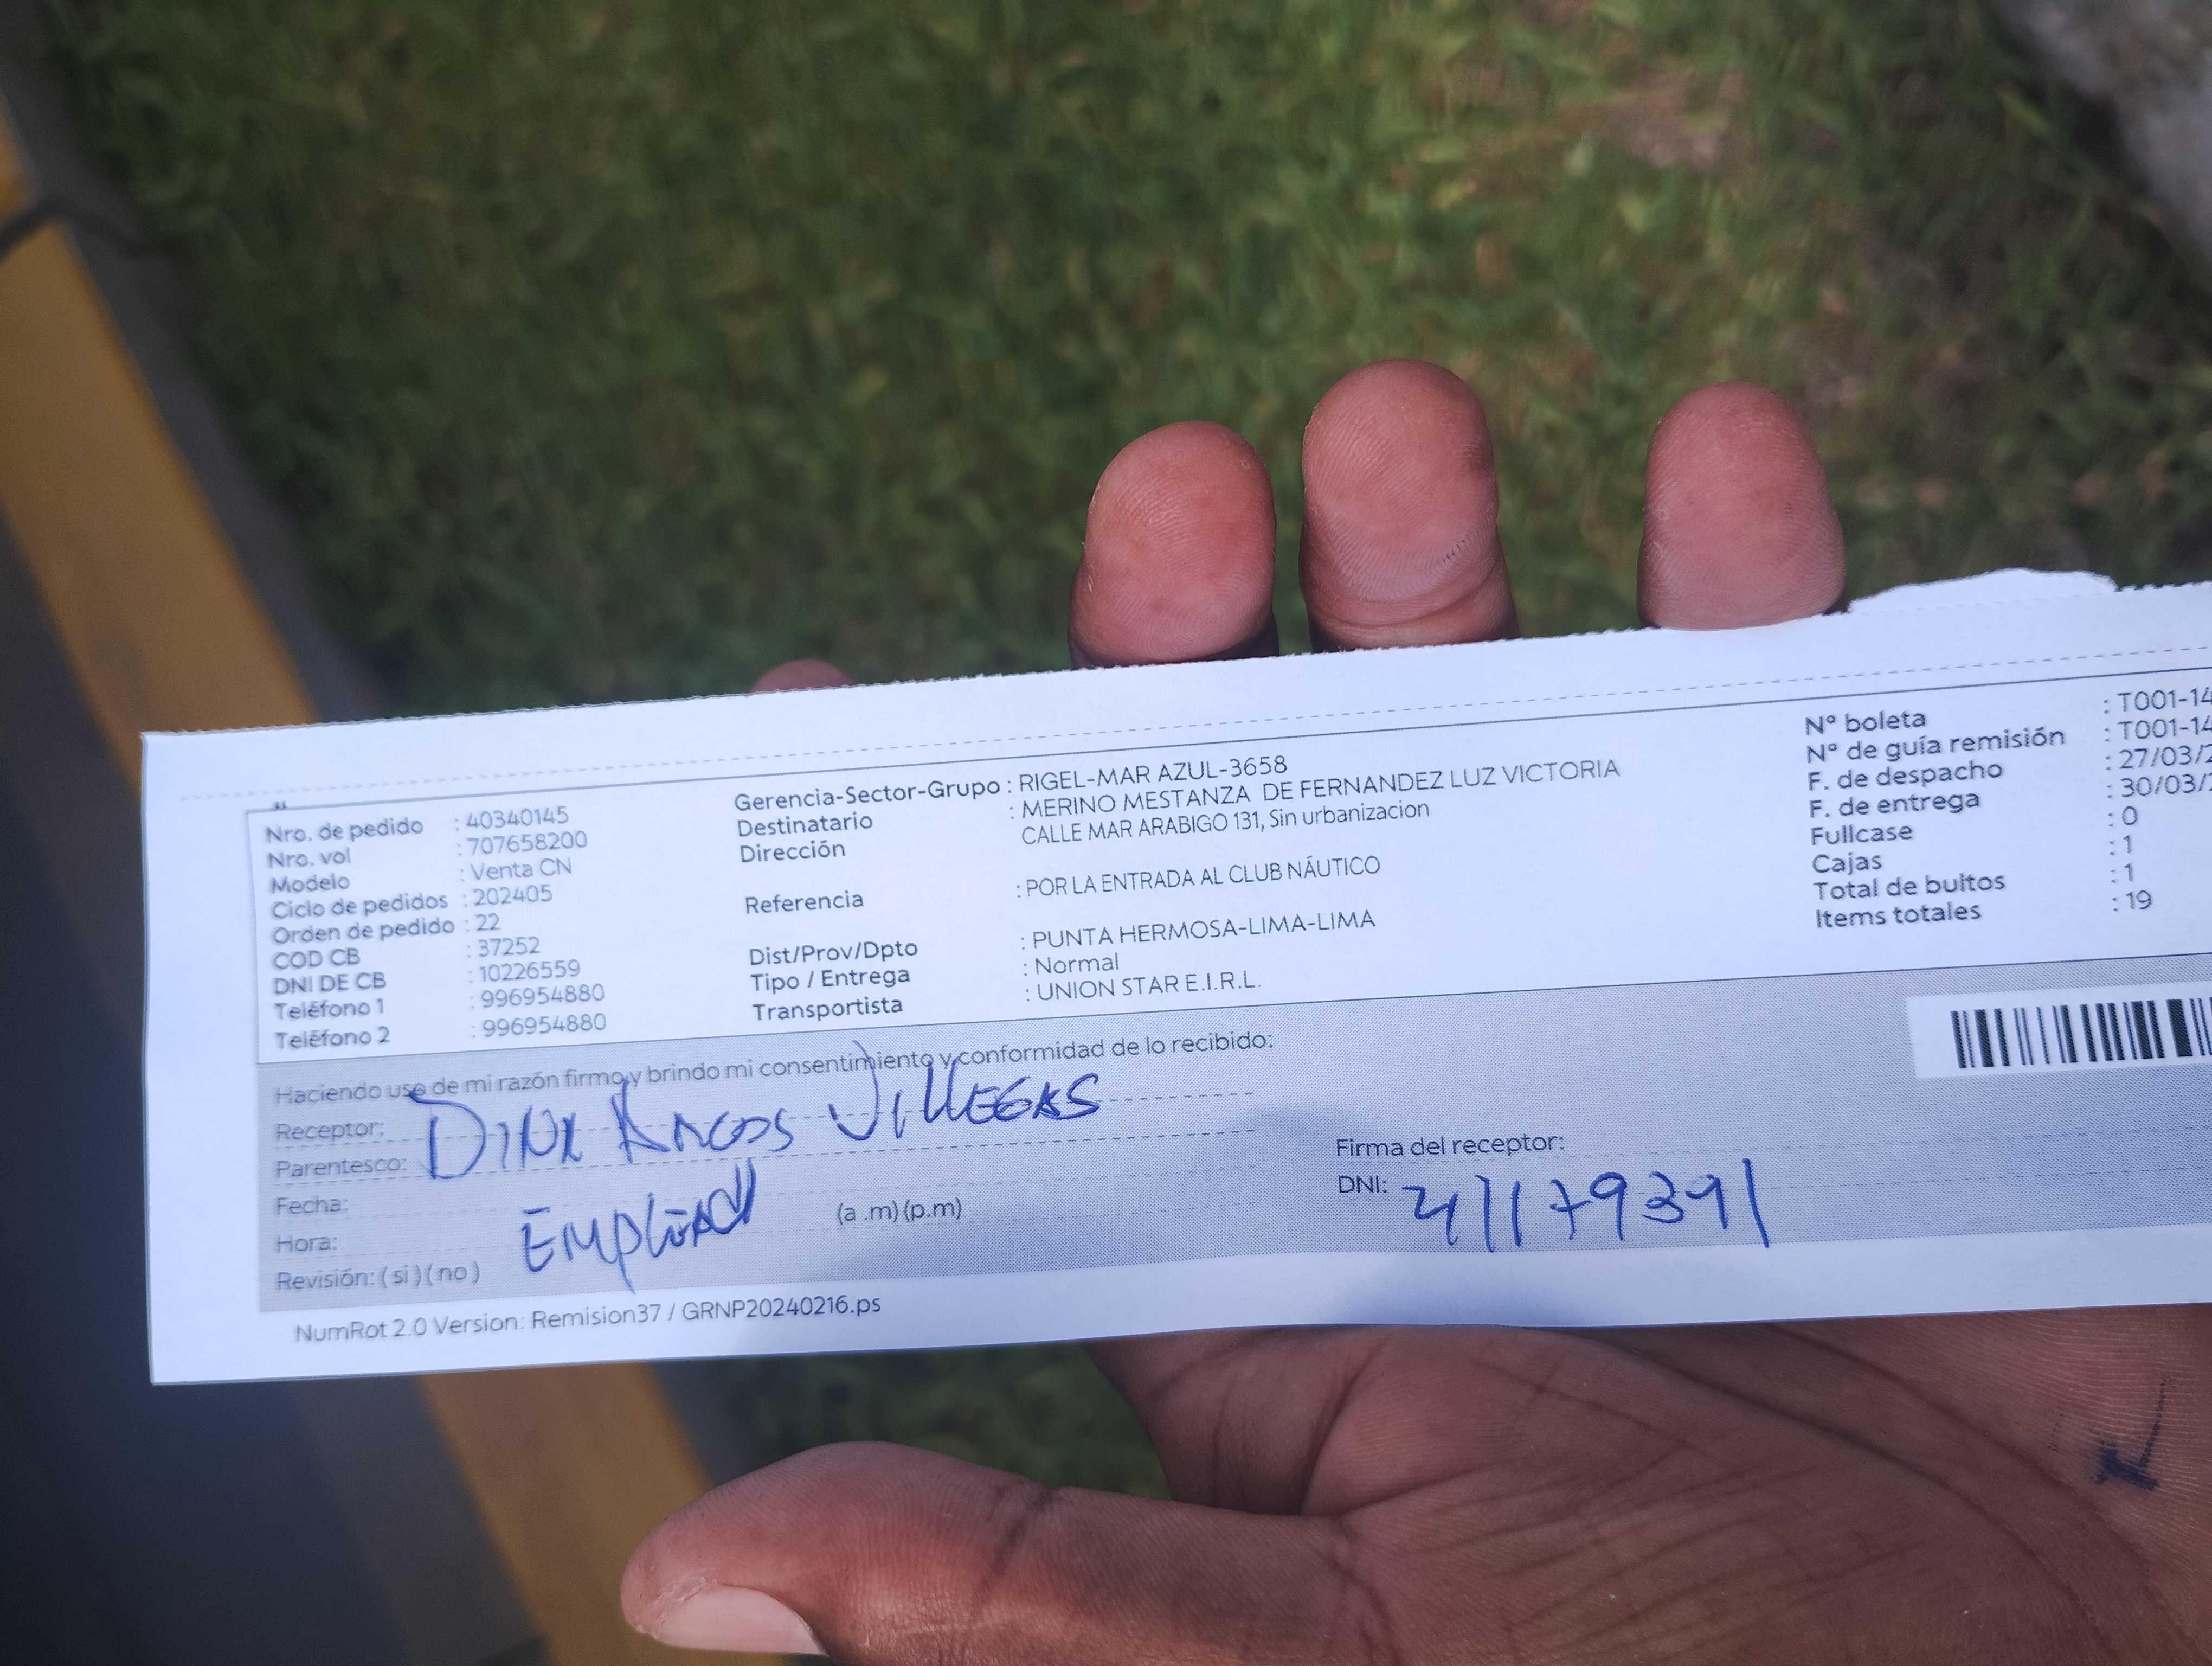 Nro. de pedido : 40340145
Nro. vol : 707658200
Modelo : Venta CN
Ciclo de pedidos : 202405
Orden de pedido : 22
COD CB : 37252
DNI DE CB : 10226559
Teléfono 1 : 996954880
Teléfono 2 : 996954880
Gerencia-Sector-Grupo : RIGEL-MAR AZUL-3658
Destinatario : MERINO MESTANZA DE FERNANDEZ LUZ VICTORIA
Dirección CALLE MAR ARABIGO 131, Sin urbanizacion
Referencia : POR LA ENTRADA AL CLUB NÁUTICO
Dist/Prov/Dpto : PUNTA HERMOSA-LIMA-LIMA
Tipo / Entrega : Normal
Transportista : UNION STAR E.I.R.L.
Nº boleta : T001-14
Nº de guía remisión : T001-14
F. de despacho : 27/03/2
F. de entrega : 30/03/
Fullcase : 0
Cajas : 1
Total de bultos : 1
Items totales : 19
Haciendo uso de mi razón firmo y brindo mi consentimiento y conformidad de lo recibido:
Receptor: VILLEGAS
Parentesco:
Fecha:
Hora: (a .m) (p.m)
Revisión: ( si ) ( no )
Firma del receptor:
DNI: 41179391
NumRot 2.0 Version: Remision37 / GRNP20240216.ps